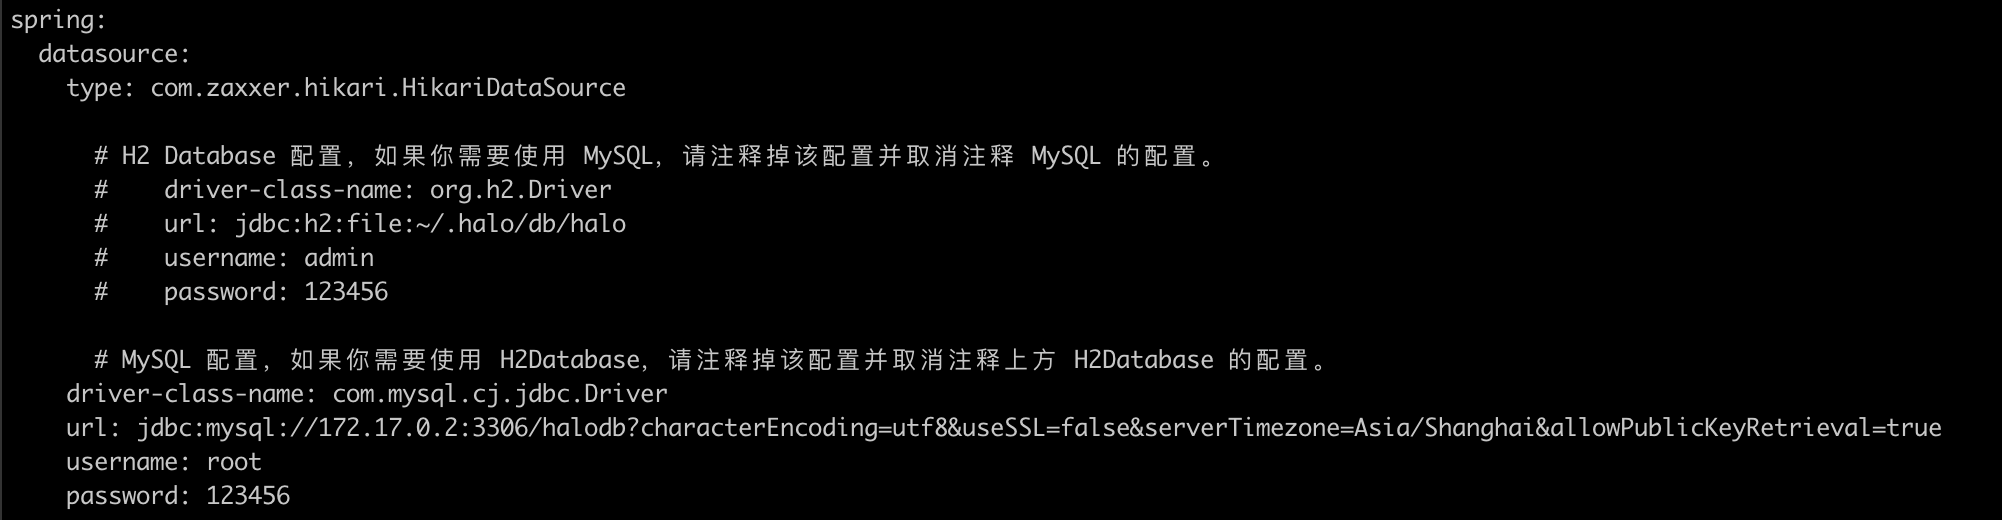 spring:
  datasource:
    type: com.zaxxer.hikari.HikariDataSource
      # H2 Database 配置，如果你需要使用 MySQL，请注释掉该配置并取消注释 MySQL 的配置。
      #    driver-class-name: org.h2.Driver
      #    url: jdbc:h2:file:~/.halo/db/halo
      #    username: admin
      #    password: 123456
      # MySQL 配置，如果你需要使用 H2Database，请注释掉该配置并取消注释上方 H2Database 的配置。
    driver-class-name: com.mysql.cj.jdbc.Driver
    url: jdbc:mysql://172.17.0.2:3306/halodb?characterEncoding=utf8&useSSL=false&serverTimezone=Asia/Shanghai&allowPublicKeyRetrieval=true
    username: root
    password: 123456